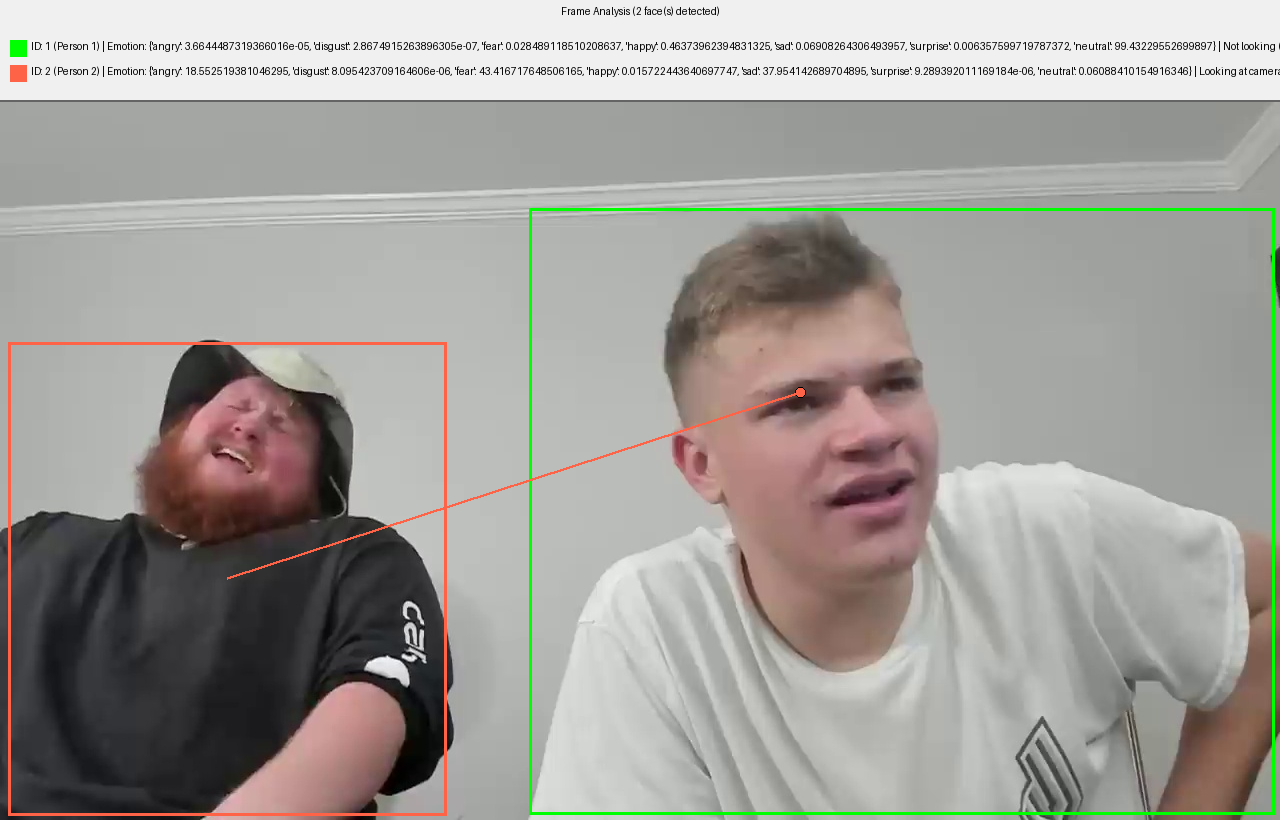 Frame Analysis (2 face(s) detected)
ID: 1 (Person 1) | Emotion: {'angry': 3.6644487319366016e-05, 'disgust': 2.8674915263896305e-07, 'fear': 0.028489118510208637, 'happy': 0.46373962394831325, 'sad': 0.06908264306493957, 'surprise': 0.006357599719787372, 'neutral': 99.43229552699897} | Not looking
ID: 2 (Person 2) | Emotion: {'angry': 18.552519381046295, 'disgust': 8.095423709164606e-06, 'fear': 43.416717648506165, 'happy': 0.015722443640697747, 'sad': 37.954142689704895, 'surprise': 9.289392011169184e-06, 'neutral': 0.06088410154916346} | Looking at camera